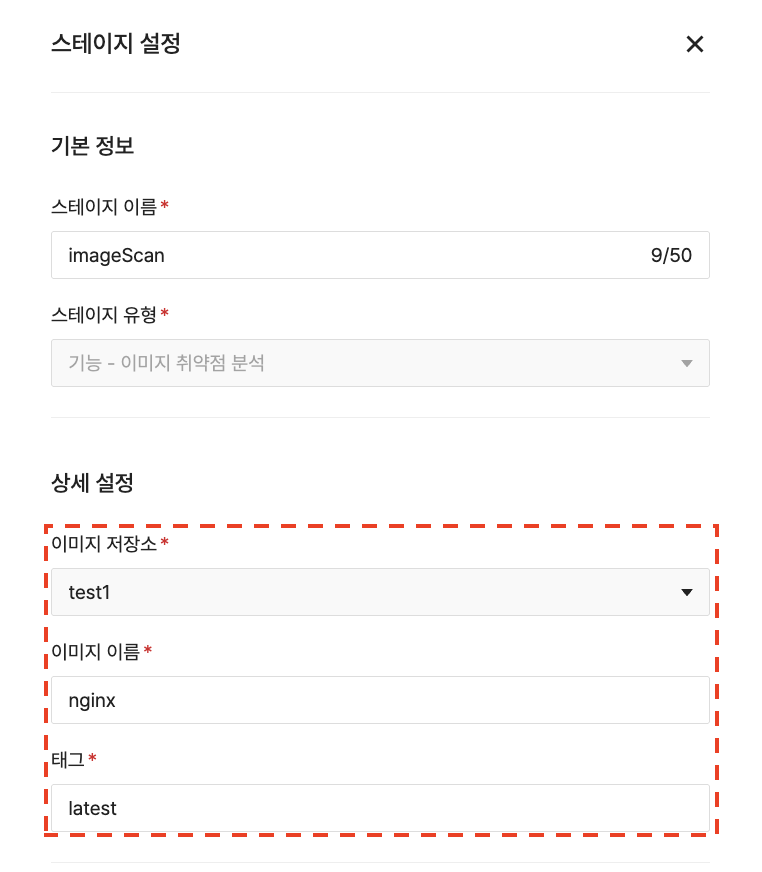 스테이지 설정
기본 정보
스테이지 이름*
imageScan 9/50
스테이지 유형*
기능 - 이미지 취약점 분석
상세 설정
이미지 저장소*
test1
이미지 이름*
nginx
태그*
latest